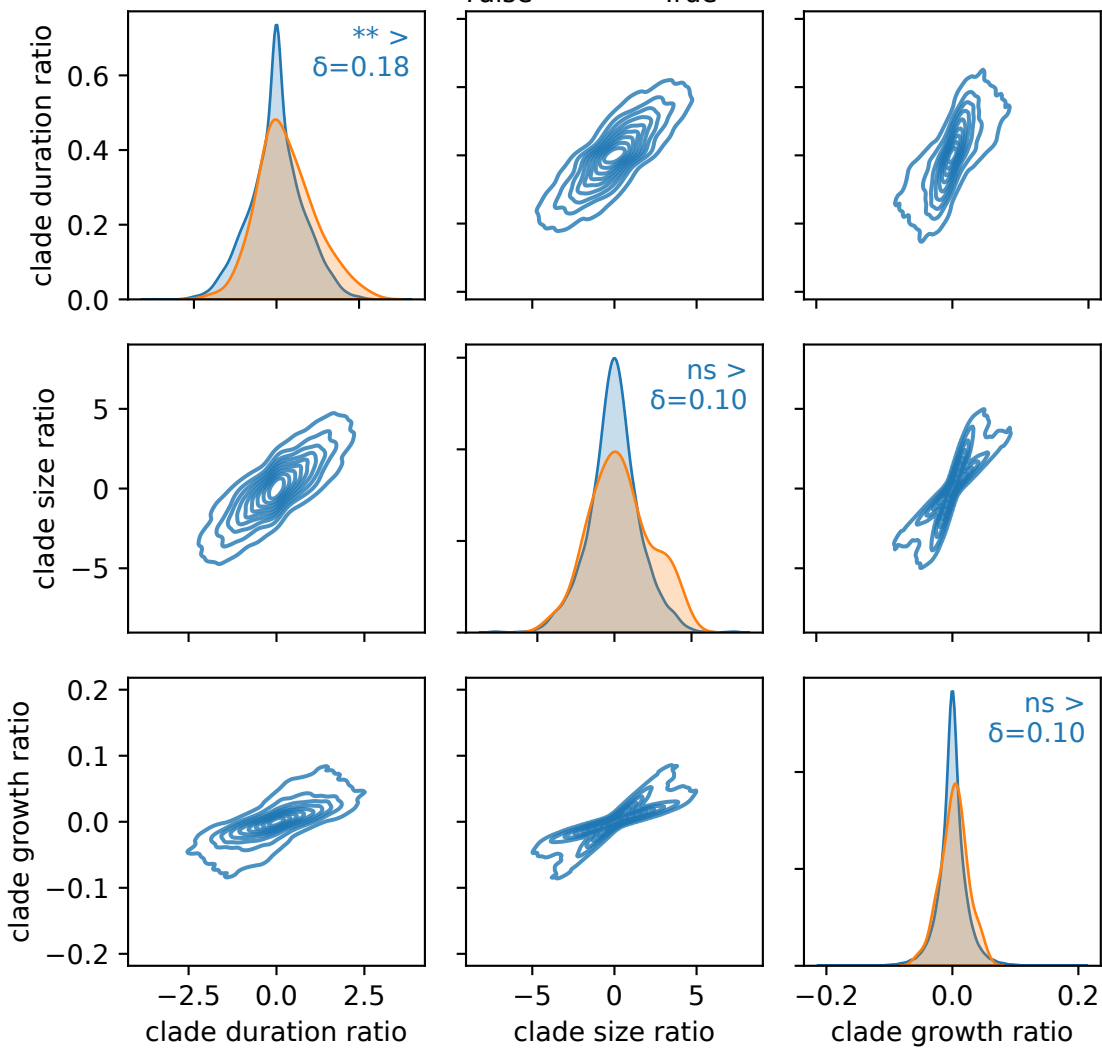 True
clade duration ratio
0.6
0.4
0.2
0.0
** >
δ=0.18
clade size ratio
5
0
−5
ns >
δ=0.10
clade growth ratio
0.2
0.1
0.0
−0.1
−0.2
ns >
δ=0.10
−2.5
0.0
2.5
−5
0
5
−0.2
0.0
0.2
clade duration ratio
clade size ratio
clade growth ratio